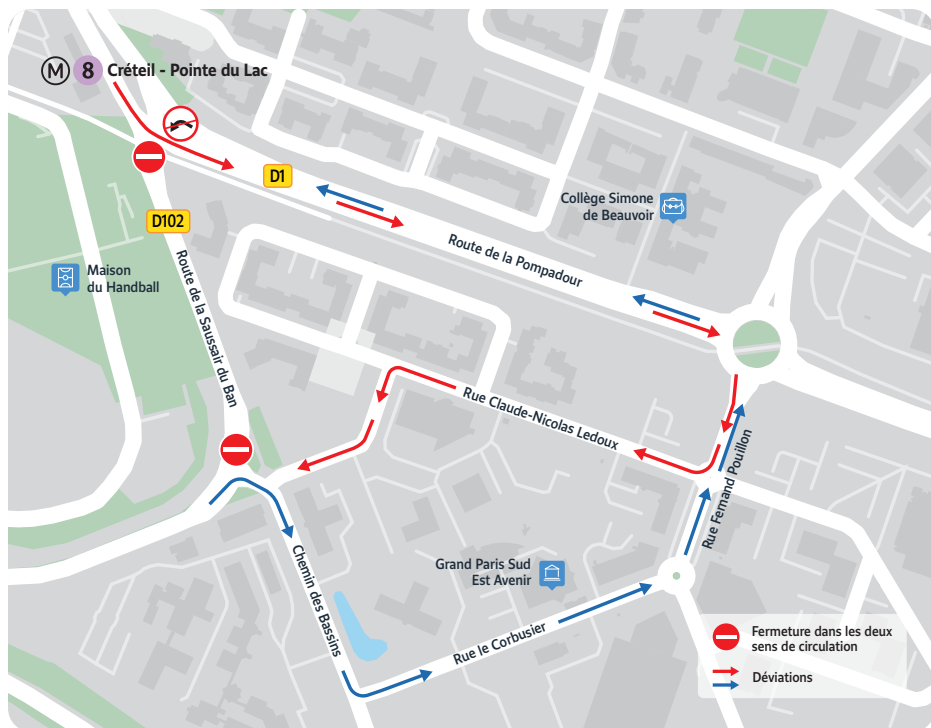 M 8 Créteil - Pointe du Lac
D1
D102
Collège Simone
de Beauvoir
Route de la Pompadour
Maison
du Handball
Route de la Saussair du Ban
Rue Claude-Nicolas Ledoux
Rue Fernand Pouillon
Grand Paris Sud
Est Avenir
Chemin des Bassins
Rue le Corbusier
Fermeture dans les deux
sens de circulation
Déviations